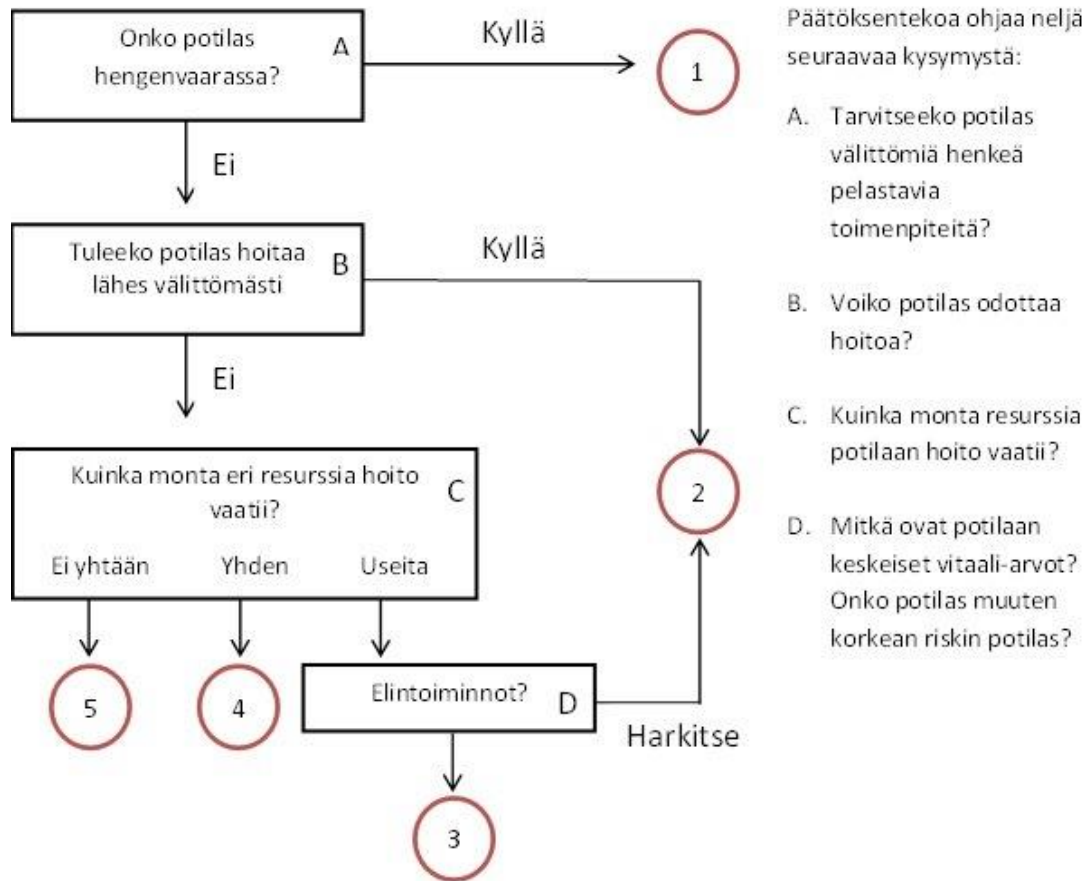 Onko potilas
hengenvaarassa?
A
Kyllä
1
Ei
Tuleeko potilas hoitaa
lähes välittömästi
B
Kyllä
Ei
2
Kuinka monta eri resurssia hoito
vaatii?
C
Ei yhtään
Yhden
Useita
5
4
Elintoiminnot?
D
Harkitse
3
Päätöksentekoa ohjaa neljä
seuraavaa kysymystä:
A. Tarvitseeko potilas
välittömiä henkeä
pelastavia
toimenpiteitä?
B. Voiko potilas odottaa
hoitoa?
C. Kuinka monta resurssia
potilaan hoito vaatii?
D. Mitkä ovat potilaan
keskeiset vitaali-arvot?
Onko potilas muuten
korkean riskin potilas?